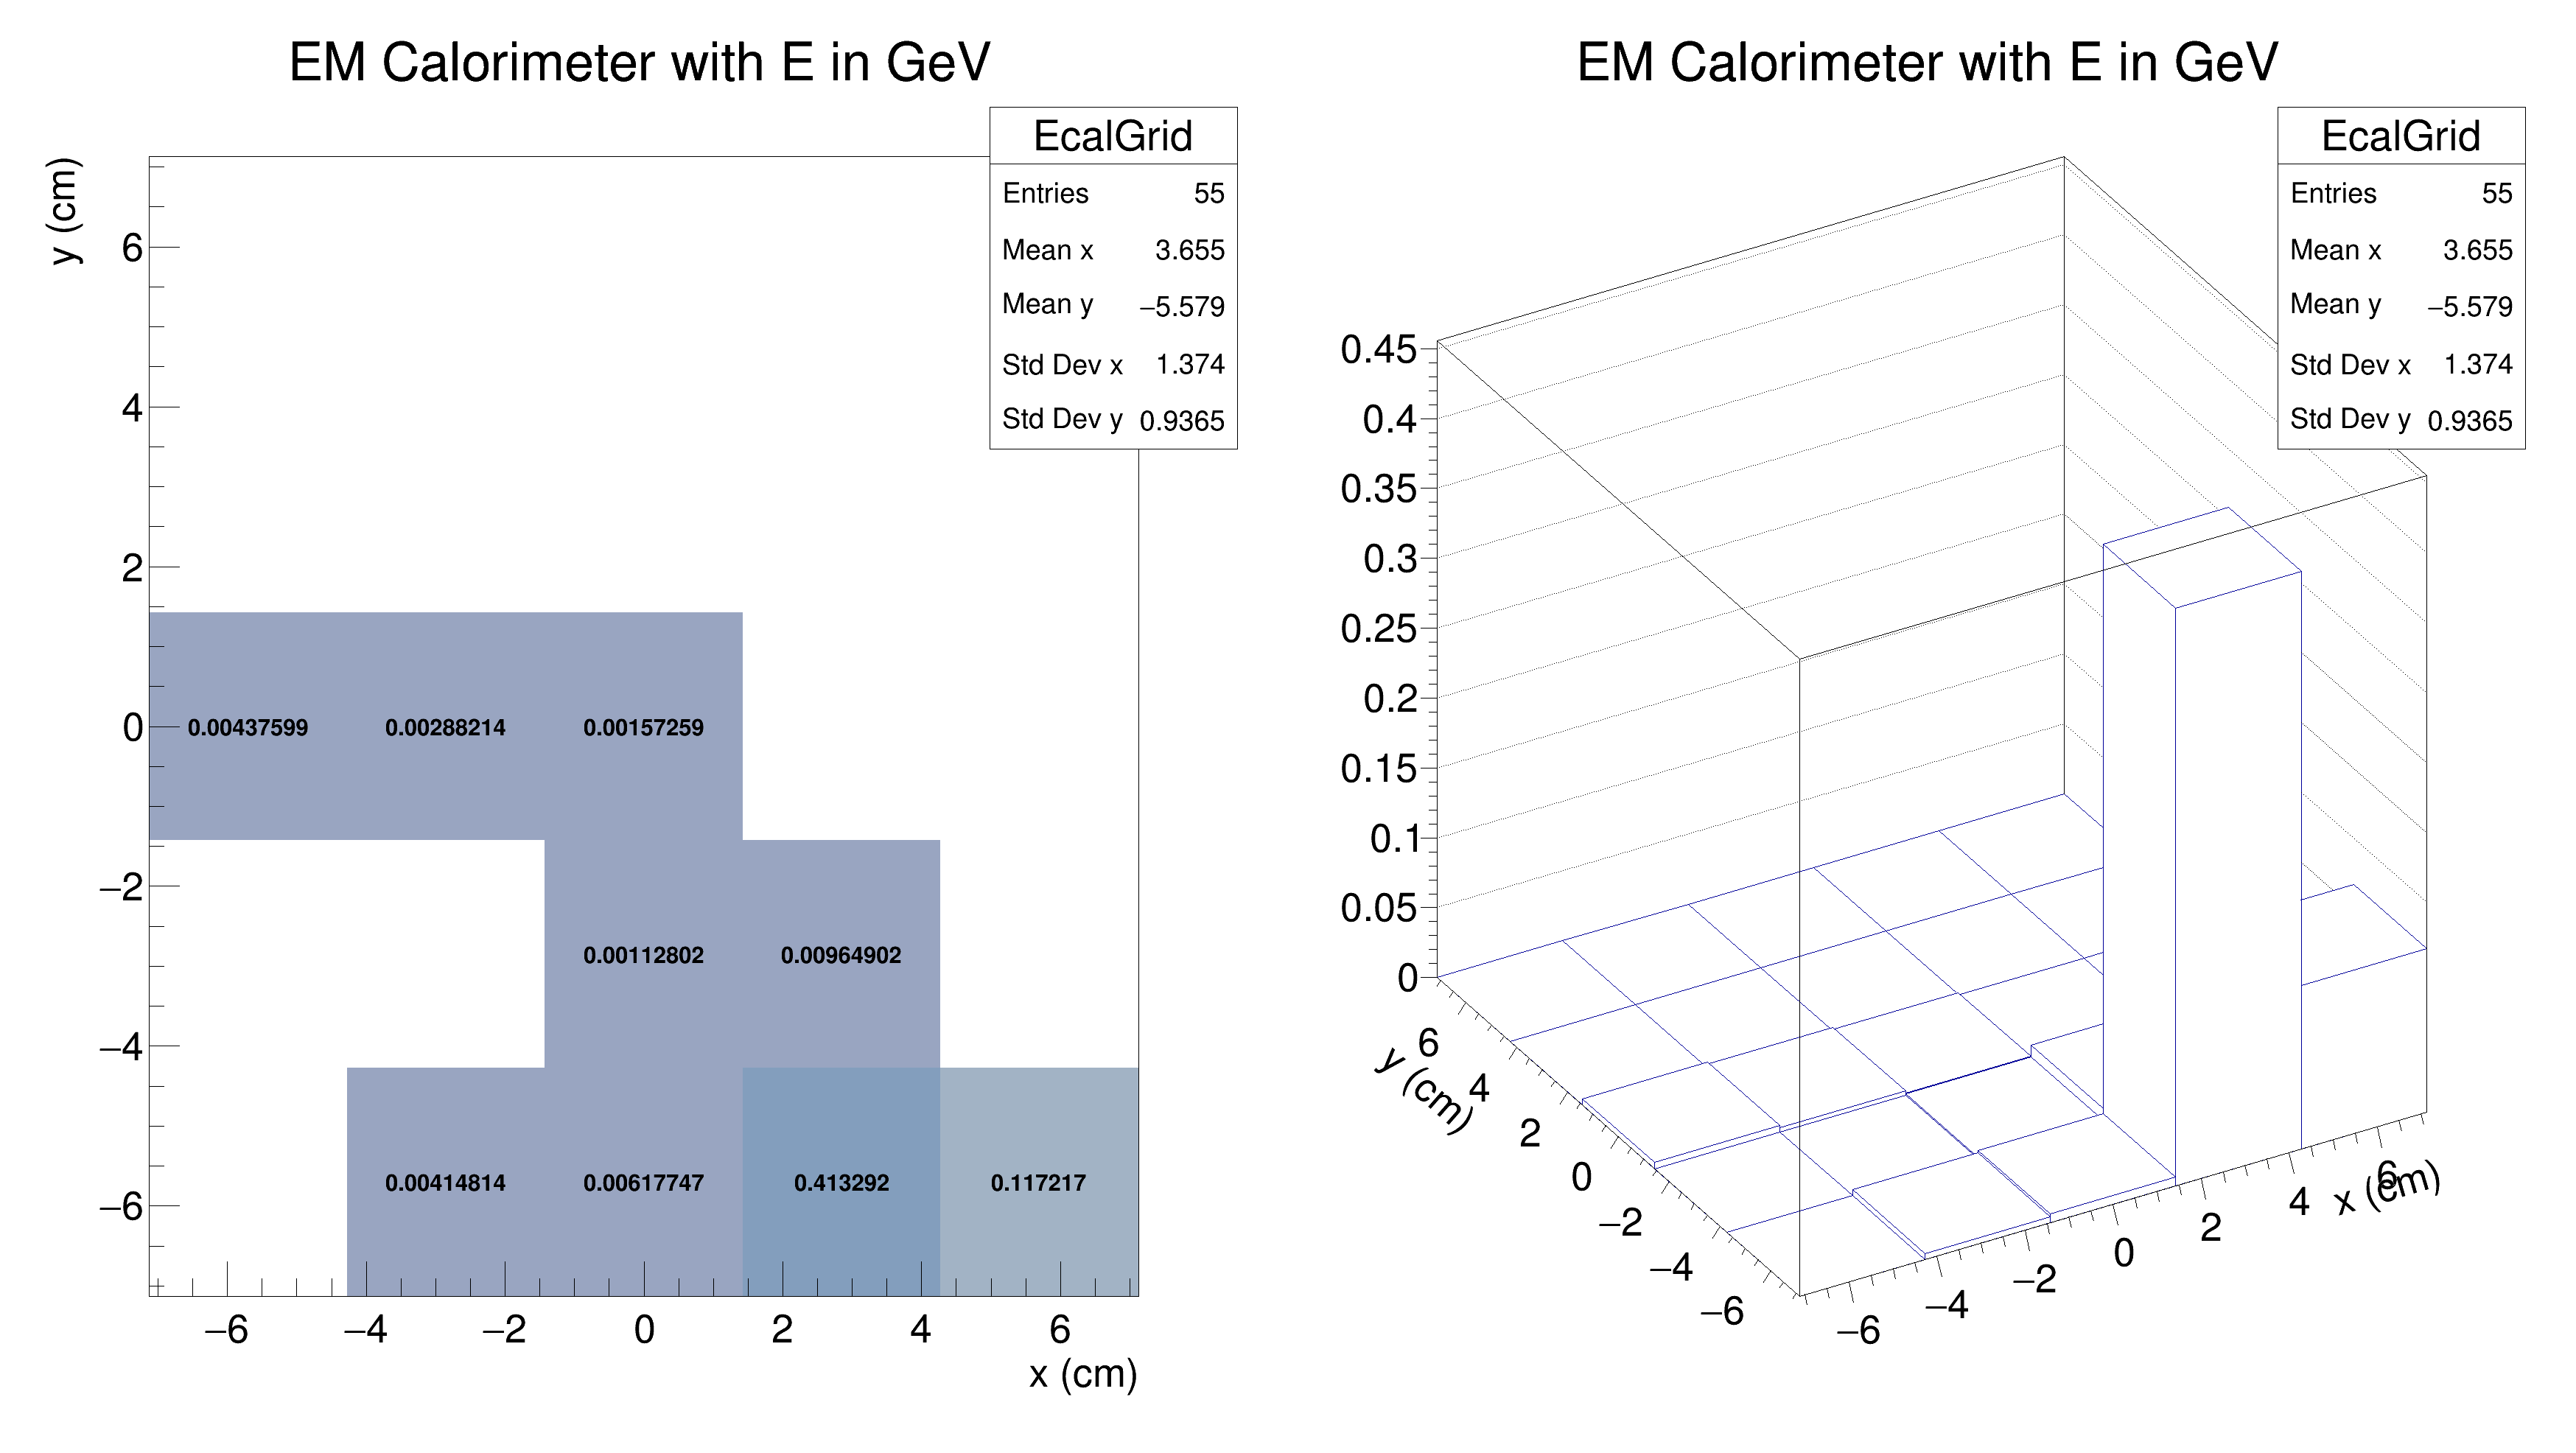 EM Calorimeter with E in GeV
EcalGrid
Entries 55
Mean x 3.655
Mean y −5.579
Std Dev x 1.374
Std Dev y 0.9365
y (cm)
6
4
2
0
−2
−4
−6
0.00437599 0.00288214 0.00157259
0.00112802 0.00964902
0.00414814 0.00617747 0.413292 0.117217
−6 −4 −2 0 2 4 6
x (cm)
EM Calorimeter with E in GeV
EcalGrid
Entries 55
Mean x 3.655
Mean y −5.579
Std Dev x 1.374
Std Dev y 0.9365
0.45
0.4
0.35
0.3
0.25
0.2
0.15
0.1
0.05
0
y (cm)
6
4
2
0
−2
−4
−6
−6
−4
−2
0
2
4
6
x (cm)